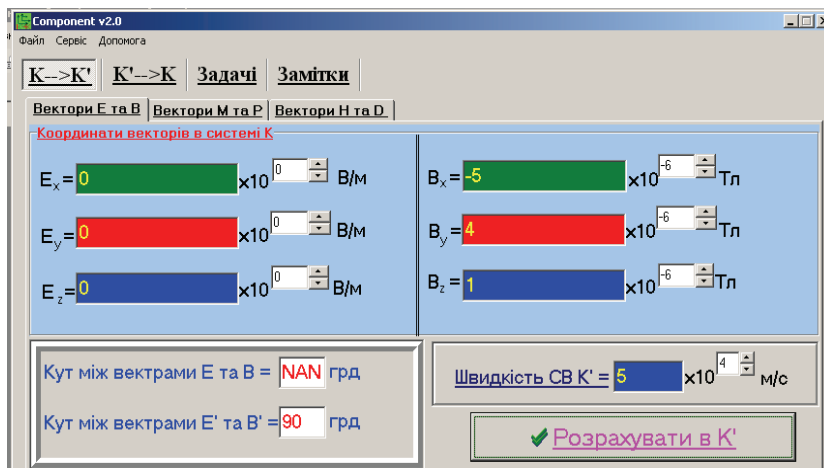 Component v2.0
Файл Сервіс Допомога
K-->K' K'-->K Задачі Замітки
Вектори E та B Вектори M та P Вектори H та D
Координати векторів в системі K
Ex= 0 ×10 0 В/м Bx= -5 ×10 -6 Тл
Ey= 0 ×10 0 В/м By= 4 ×10 -6 Тл
Ez= 0 ×10 0 В/м Bz= 1 ×10 -6 Тл
Кут між вектрами E та B = NAN грд
Швидкість СВ K' = 5 ×10 4 м/с
Кут між вектрами E' та B' = 90 грд
Розрахувати в K'